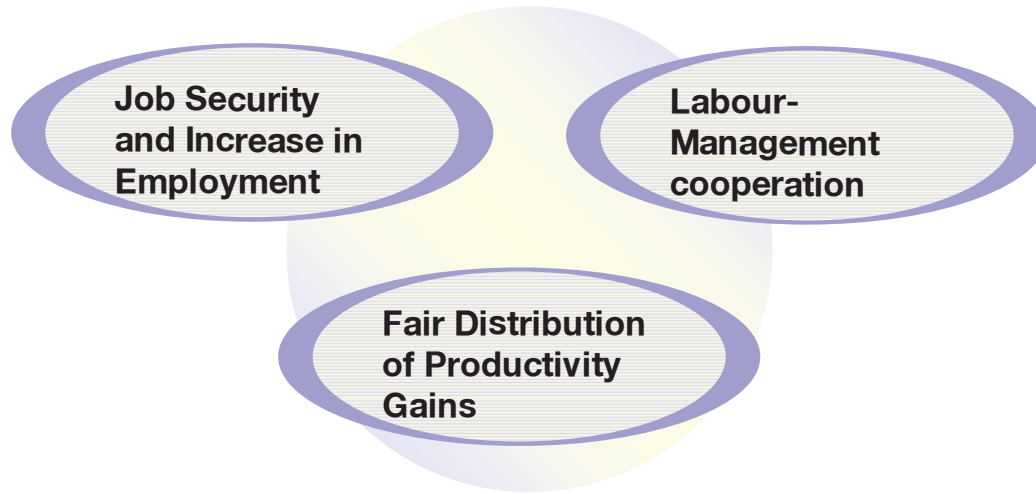 Job Security
and Increase in
Employment
Labour-
Management
cooperation
Fair Distribution
of Productivity
Gains